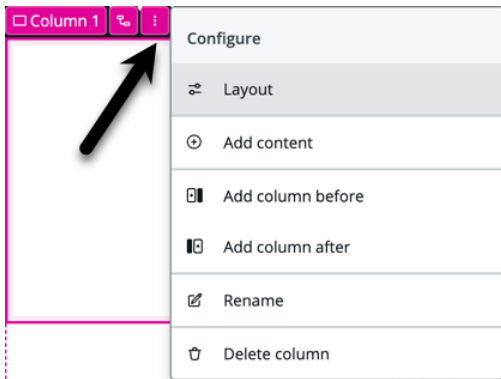 Column 1
Configure
Layout
Add content
Add column before
Add column after
Rename
Delete column